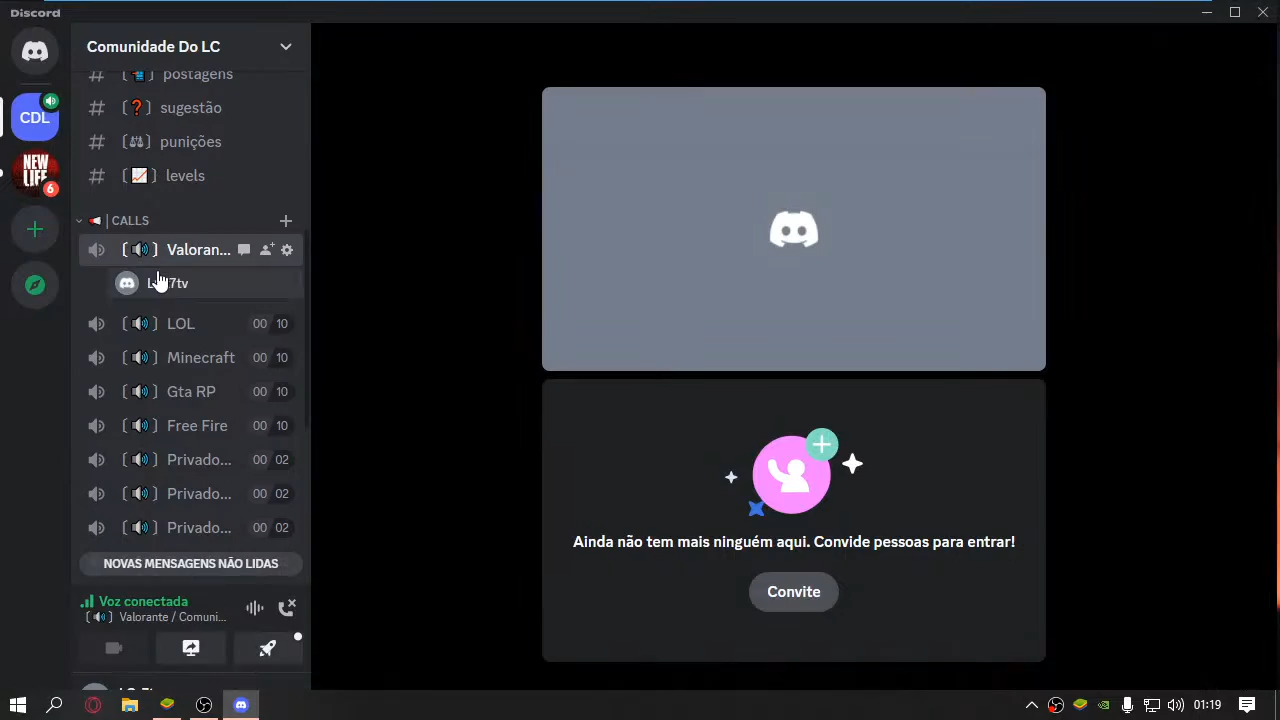 Discord
Comunidade Do LC
postagens
sugestão
punições
levels
CALLS
Valoran...
7tv
LOL 00 10
Minecraft 00 10
Gta RP 00 10
Free Fire 00 10
Privado... 00 02
Privado... 00 02
Privado... 00 02
NOVAS MENSAGENS NÃO LIDAS
Voz conectada
Valorante / Comuni...
CDL
NEW
LIFE
6
Ainda não tem mais ninguém aqui. Convide pessoas para entrar!
Convite
01:19